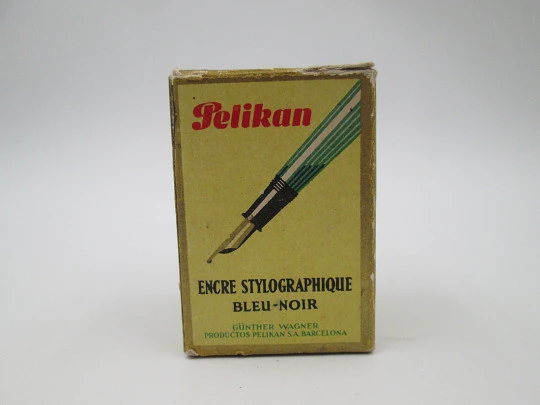 Pelikan
ENCRE STYLOGRAPHIQUE
BLEU-NOIR
GÜNTHER WAGNER
PRODUCTOS PELIKAN S.A. BARCELONA